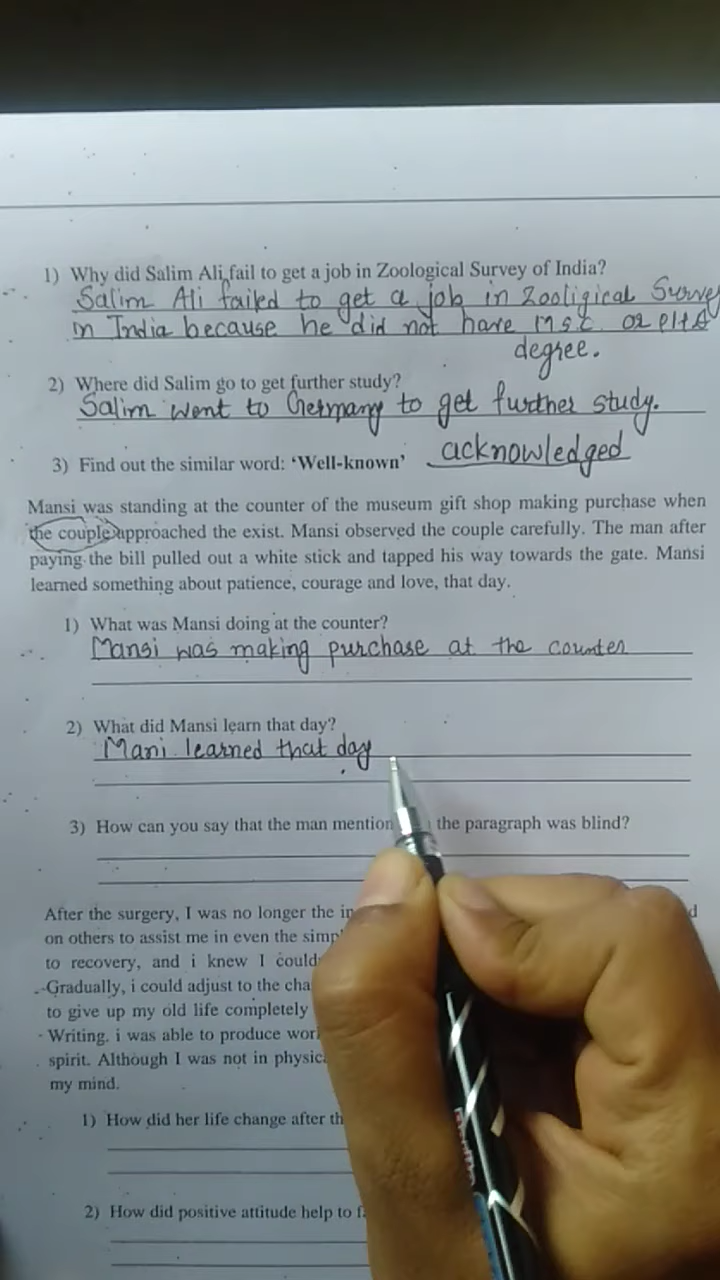 1) Why did Salim Ali fail to get a job in Zoological Survey of India?
Salim Ali failed to get a job in Zooligical Survey
in India because he did not have M.S.C. or PHD
degree.
2) Where did Salim go to get further study?
Salim went to Germany to get further study.
3) Find out the similar word: ‘Well-known’ acknowledged
Mansi was standing at the counter of the museum gift shop making purchase when
the couple approached the exist. Mansi observed the couple carefully. The man after
paying the bill pulled out a white stick and tapped his way towards the gate. Mansi
learned something about patience, courage and love, that day.
1) What was Mansi doing at the counter?
Mansi was making purchase at the counter
2) What did Mansi learn that day?
Mani learned that day
3) How can you say that the man mention the paragraph was blind?
After the surgery, I was no longer the
on others to assist me in even the
to recovery, and i knew I could
Gradually, i could adjust to the
to give up my old life completely
Writing. i was able to produce
spirit. Although I was not in
my mind.
1) How did her life change after
2) How did positive attitude help to